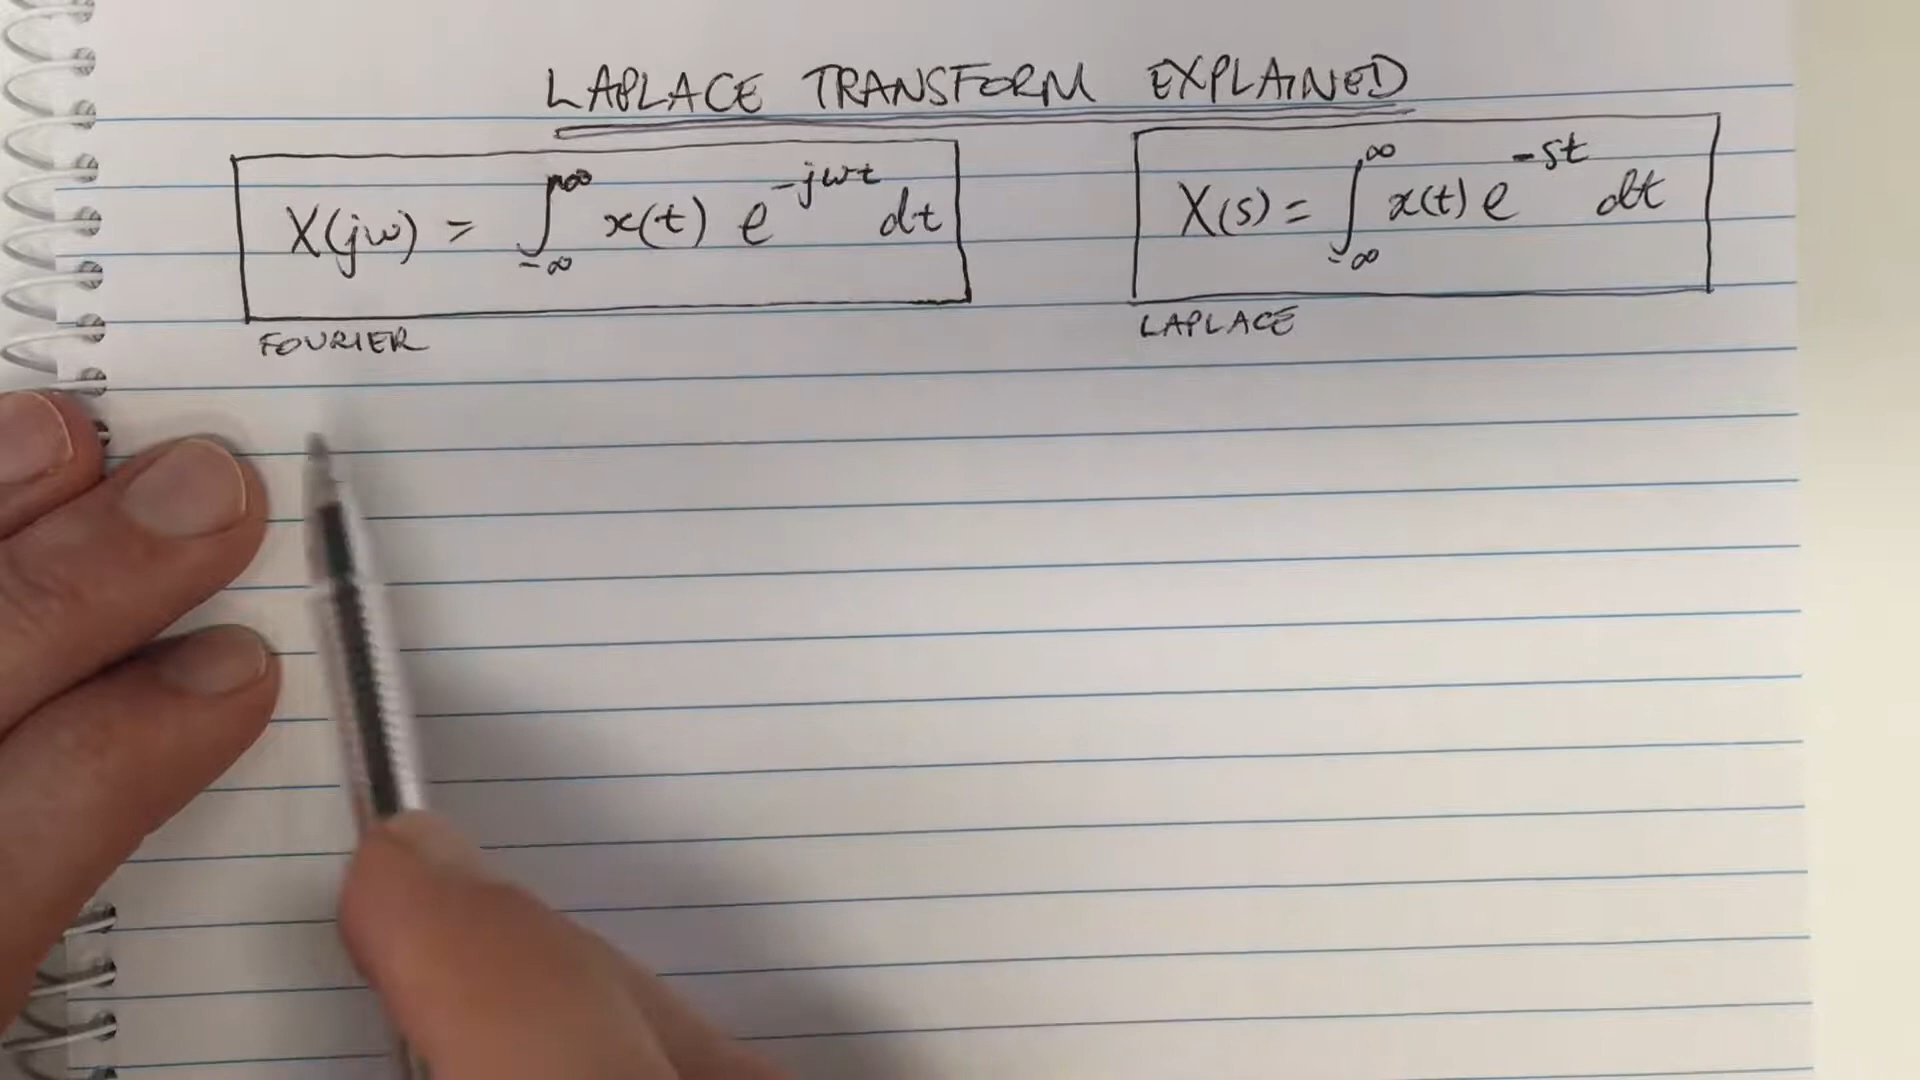 LAPLACE TRANSFORM EXPLAINED
X(jω) = ∫_{-∞}^{∞} x(t) e^{-jωt} dt
FOURIER
X(s) = ∫_{-∞}^{∞} x(t) e^{-st} dt
LAPLACE